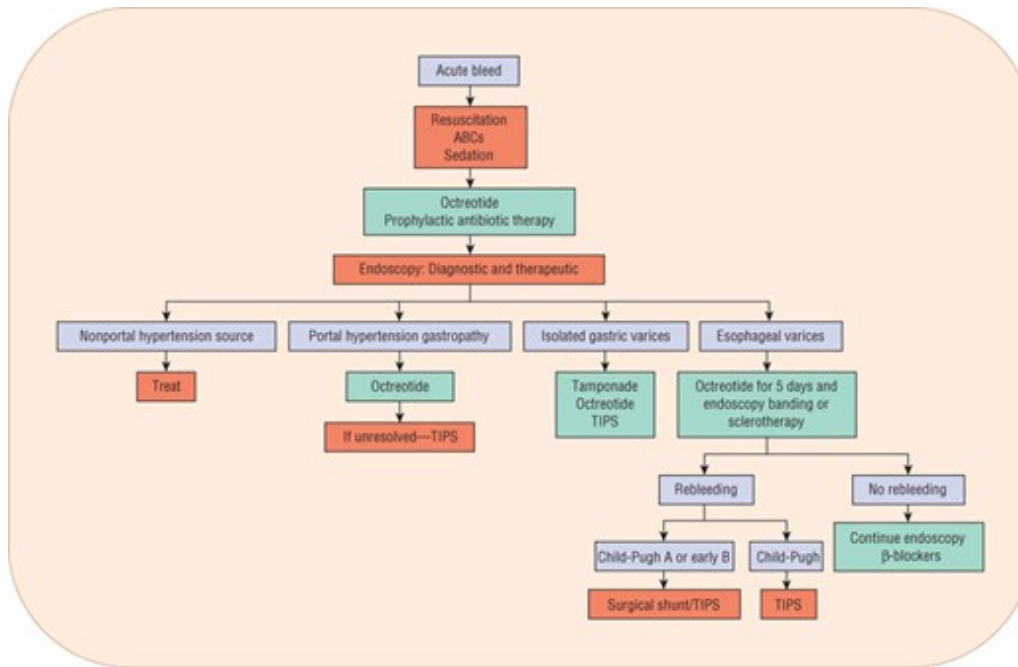 Acute bleed
Resuscitation
ABCs
Sedation
Octreotide
Prophylactic antibiotic therapy
Endoscopy: Diagnostic and therapeutic
Nonportal hypertension source
Portal hypertension gastropathy
Isolated gastric varices
Esophageal varices
Treat
Octreotide
If unresolved—TIPS
Tamponade
Octreotide
TIPS
Octreotide for 5 days and
endoscopy banding or
sclerotherapy
Rebleeding
No rebleeding
Child-Pugh A or early B
Child-Pugh
Continue endoscopy
β-blockers
Surgical shunt/TIPS
TIPS